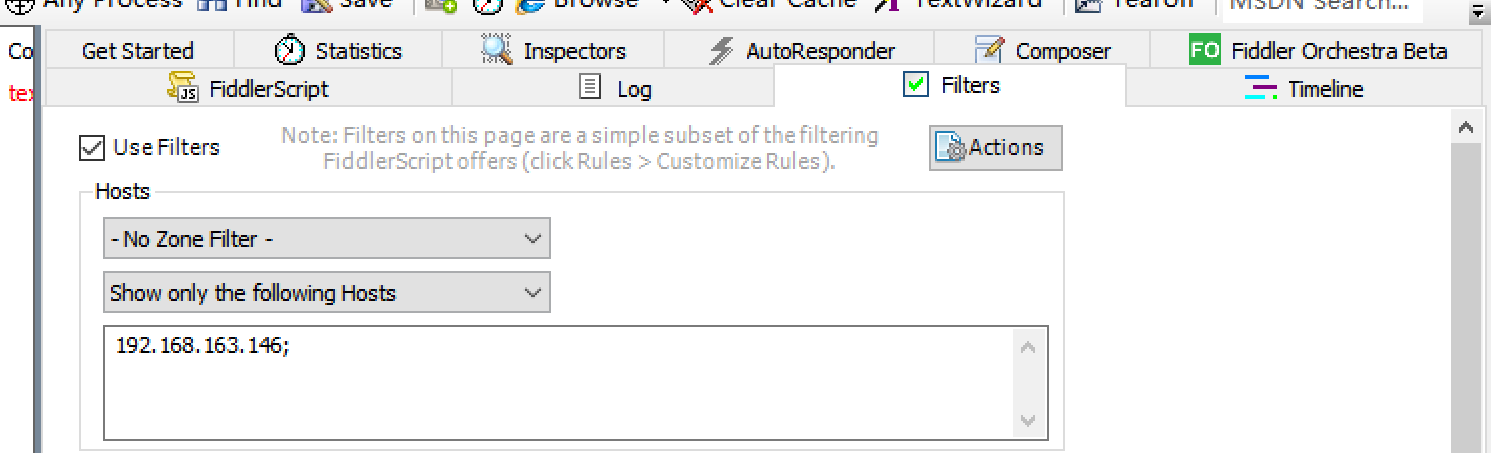 Any Process Find Save Browse Clear Cache TextWizard TearOff MSDN Search...
Co Get Started Statistics Inspectors AutoResponder Composer FO Fiddler Orchestra Beta
tex JS FiddlerScript Log Filters Timeline
Use Filters Note: Filters on this page are a simple subset of the filtering
FiddlerScript offers (click Rules > Customize Rules). Actions
Hosts
- No Zone Filter -
Show only the following Hosts
192.168.163.146;